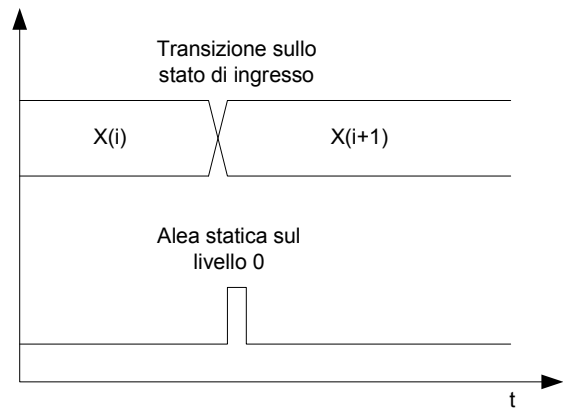 Transizione sullo
stato di ingresso
X(i)
X(i+1)
Alea statica sul
livello 0
t